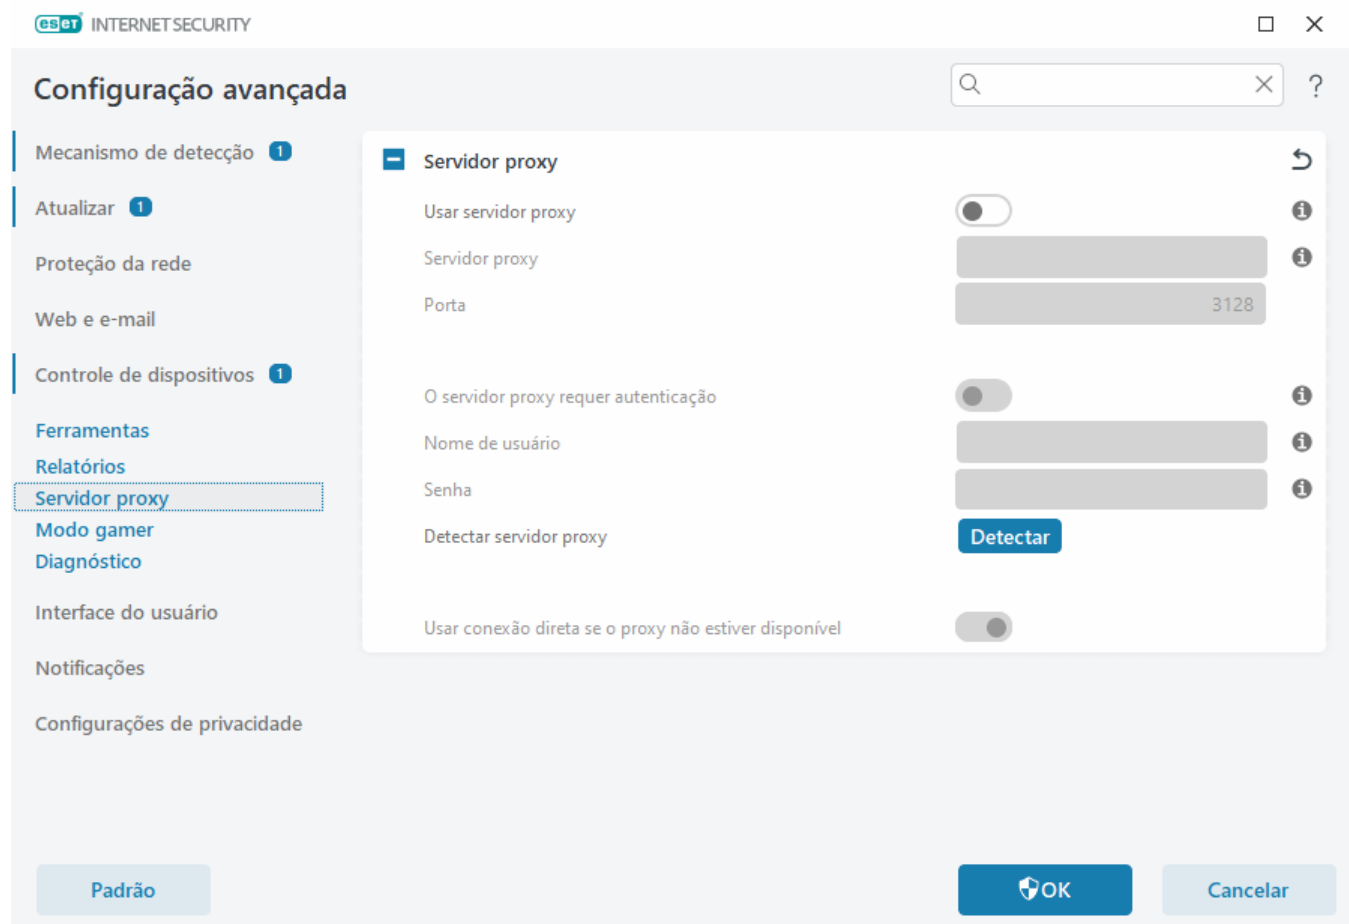 eset INTERNET SECURITY
Configuração avançada
?
Mecanismo de detecção 1
Atualizar 1
Proteção da rede
Web e e-mail
Controle de dispositivos 1
Ferramentas
Relatórios
Servidor proxy
Modo gamer
Diagnóstico
Interface do usuário
Notificações
Configurações de privacidade
Servidor proxy
Usar servidor proxy
Servidor proxy
Porta 3128
O servidor proxy requer autenticação
Nome de usuário
Senha
Detectar servidor proxy Detectar
Usar conexão direta se o proxy não estiver disponível
Padrão
OK
Cancelar